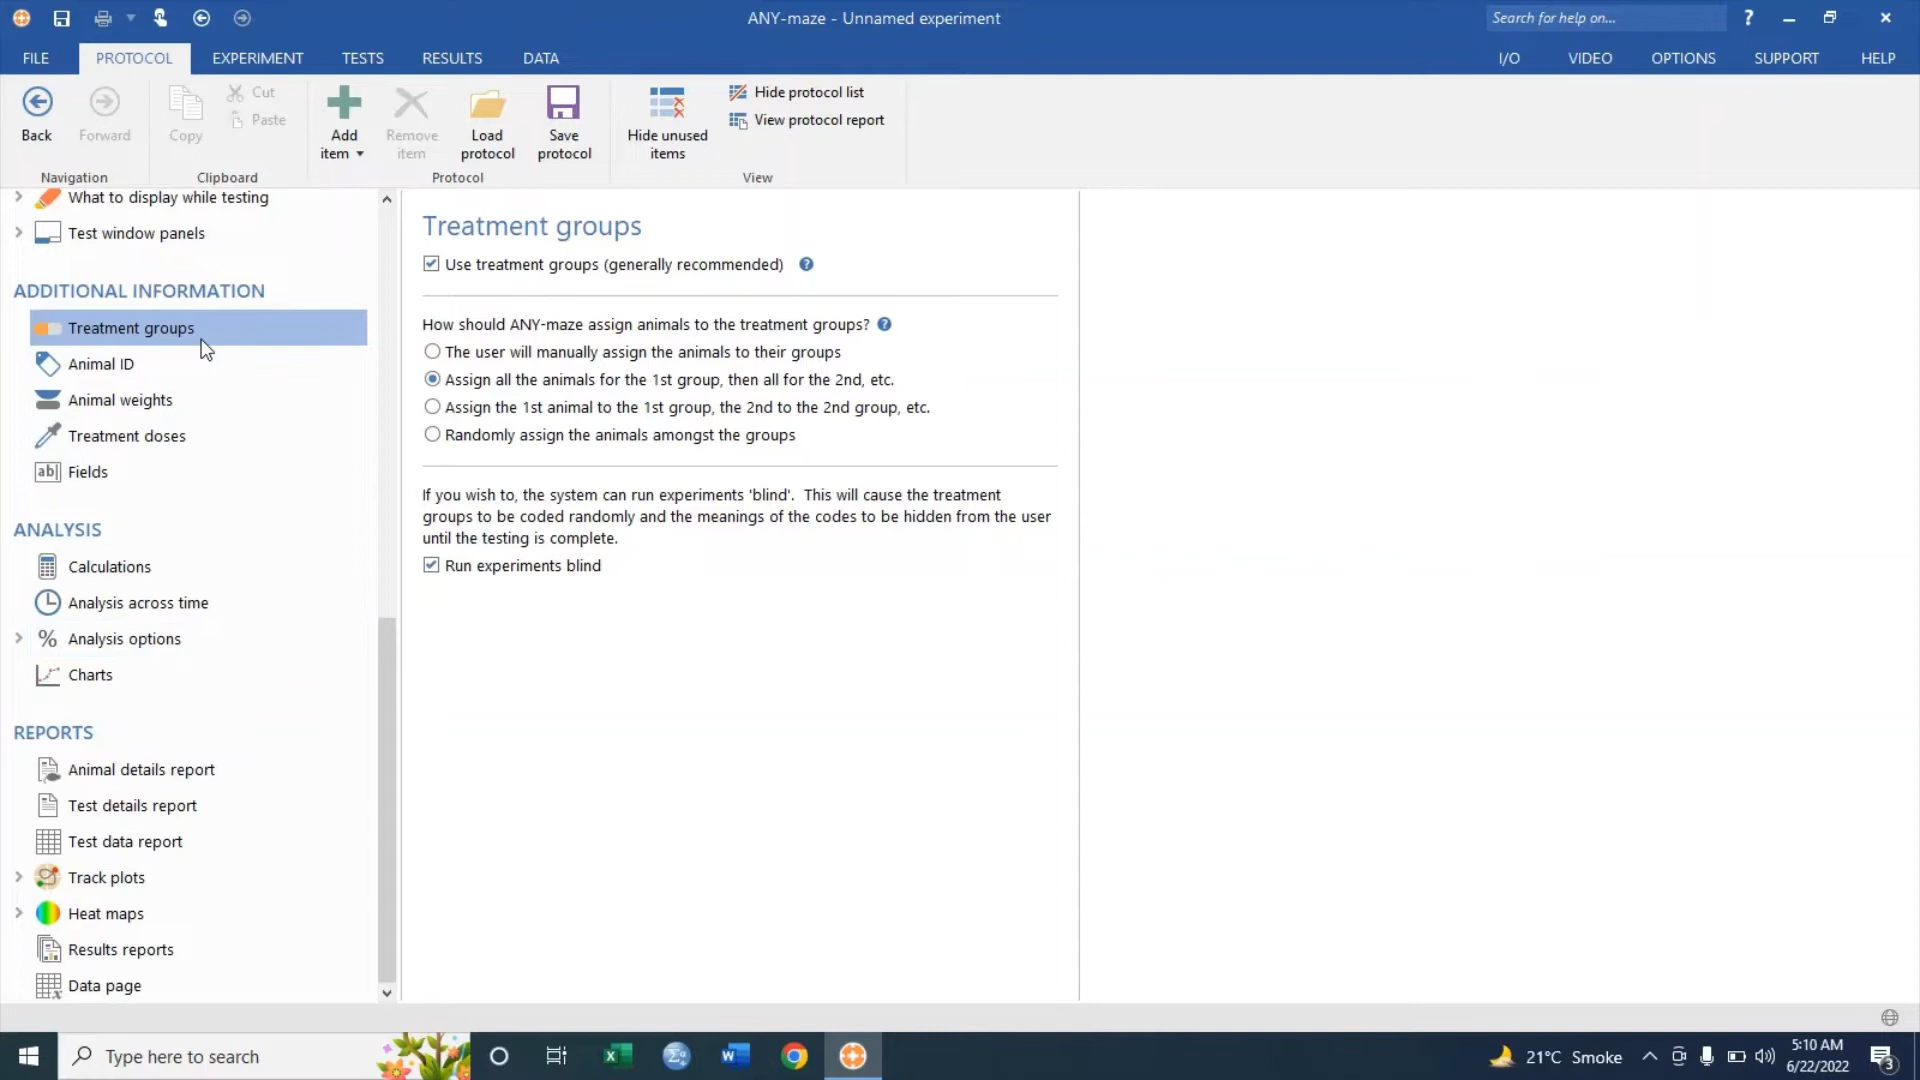 ANY-maze - Unnamed experiment
Search for help on...
?
FILE
PROTOCOL
EXPERIMENT
TESTS
RESULTS
DATA
I/O
VIDEO
OPTIONS
SUPPORT
HELP
Back
Forward
Navigation
Copy
Cut
Paste
Clipboard
Add
item
Remove
item
Load
protocol
Save
protocol
Protocol
Hide unused
items
Hide protocol list
View protocol report
View
What to display while testing
Test window panels
ADDITIONAL INFORMATION
Treatment groups
Animal ID
Animal weights
Treatment doses
ab| Fields
ANALYSIS
Calculations
Analysis across time
% Analysis options
Charts
REPORTS
Animal details report
Test details report
Test data report
Track plots
Heat maps
Results reports
Data page
Treatment groups
Use treatment groups (generally recommended) ?
How should ANY-maze assign animals to the treatment groups? ?
The user will manually assign the animals to their groups
Assign all the animals for the 1st group, then all for the 2nd, etc.
Assign the 1st animal to the 1st group, the 2nd to the 2nd group, etc.
Randomly assign the animals amongst the groups
If you wish to, the system can run experiments 'blind'. This will cause the treatment
groups to be coded randomly and the meanings of the codes to be hidden from the user
until the testing is complete.
Run experiments blind
Type here to search
21°C Smoke
5:10 AM
6/22/2022
3